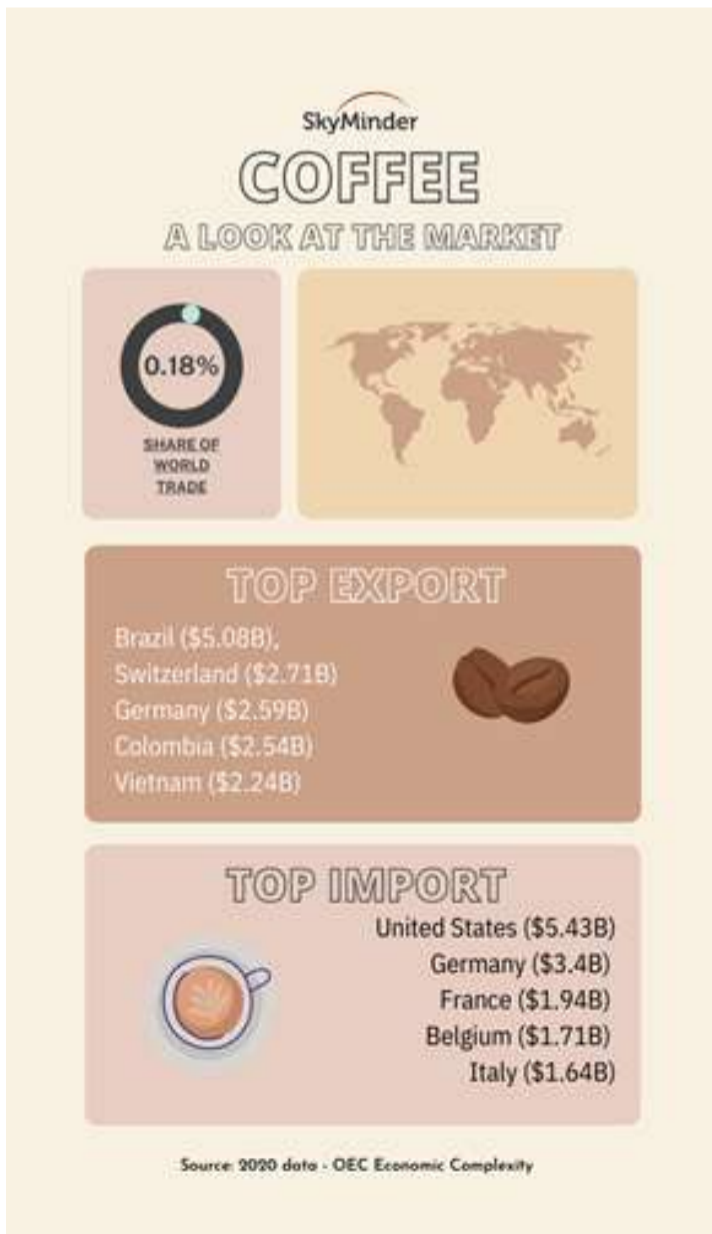 SkyMinder
COFFEE
A LOOK AT THE MARKET
0.18%
SHARE OF
WORLD
TRADE
TOP EXPORT
Brazil ($5.08B),
Switzerland ($2.71B)
Germany ($2.59B)
Colombia ($2.54B)
Vietnam ($2.24B)
TOP IMPORT
United States ($5.43B)
Germany ($3.4B)
France ($1.94B)
Belgium ($1.71B)
Italy ($1.64B)
Source: 2020 data - OEC Economic Complexity